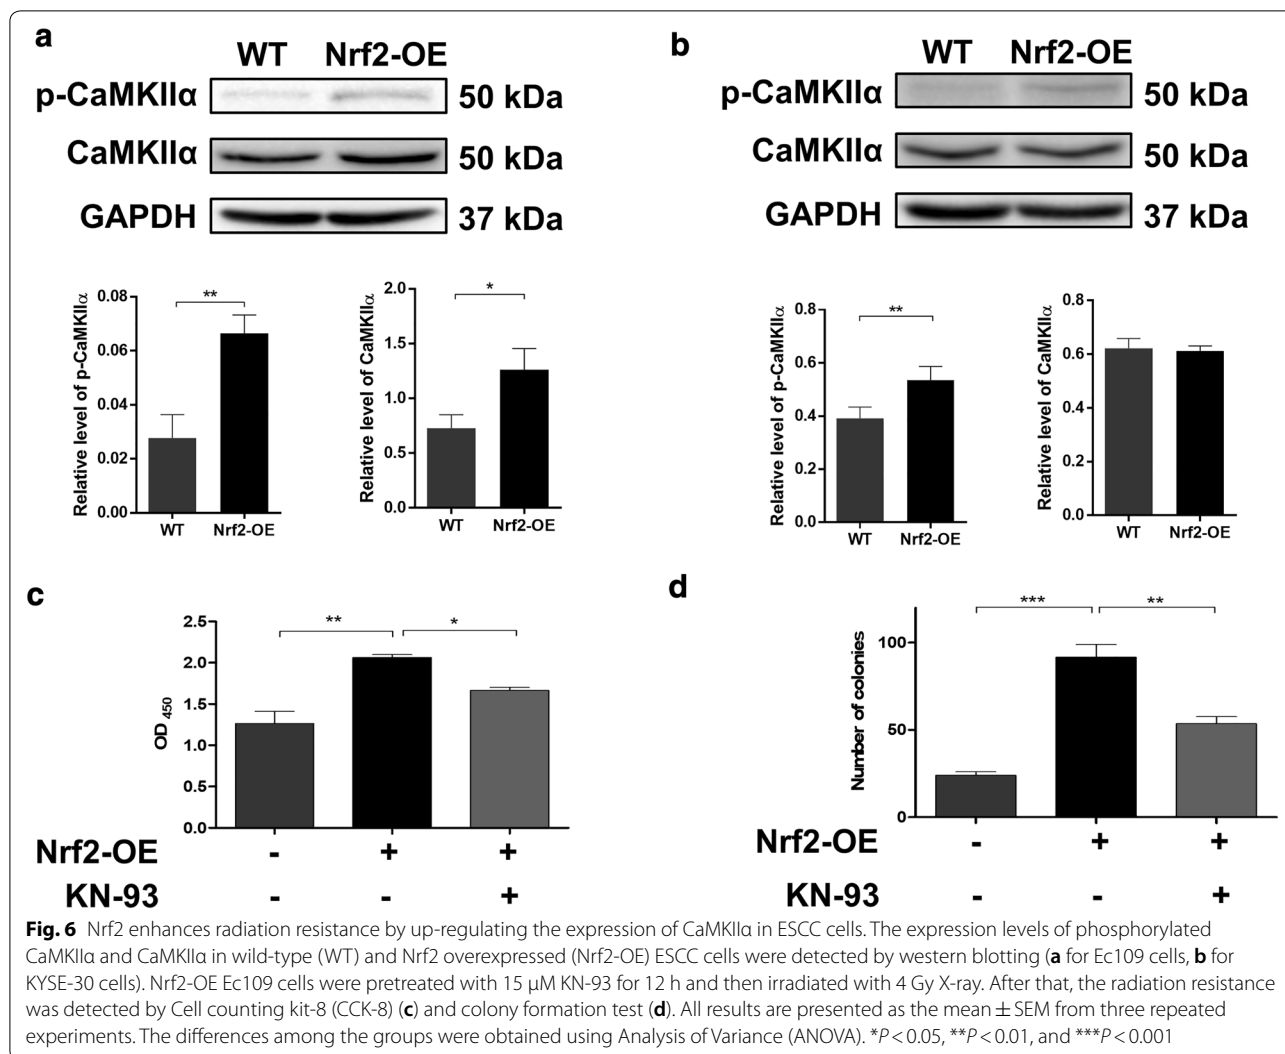 a
WT Nrf2-OE
p-CaMKIIα 50 kDa
CaMKIIα 50 kDa
GAPDH 37 kDa
Relative level of p-CaMKIIα
0.08
0.06
0.04
0.02
0.00
**
WT Nrf2-OE
Relative level of CaMKIIα
2.0
1.5
1.0
0.5
0.0
*
WT Nrf2-OE
b
WT Nrf2-OE
p-CaMKIIα 50 kDa
CaMKIIα 50 kDa
GAPDH 37 kDa
Relative level of p-CaMKIIα
0.8
0.6
0.4
0.2
0.0
**
WT Nrf2-OE
Relative level of CaMKIIα
0.8
0.6
0.4
0.2
0.0
WT Nrf2-OE
c
OD 450
2.5
2.0
1.5
1.0
0.5
0.0
** *
Nrf2-OE - + +
KN-93 - - +
d
Number of colonies
100
50
0
*** **
Nrf2-OE - + +
KN-93 - - +
Fig. 6 Nrf2 enhances radiation resistance by up-regulating the expression of CaMKIIα in ESCC cells. The expression levels of phosphorylated
CaMKIIα and CaMKIIα in wild-type (WT) and Nrf2 overexpressed (Nrf2-OE) ESCC cells were detected by western blotting (a for Ec109 cells, b for
KYSE-30 cells). Nrf2-OE Ec109 cells were pretreated with 15 μM KN-93 for 12 h and then irradiated with 4 Gy X-ray. After that, the radiation resistance
was detected by Cell counting kit-8 (CCK-8) (c) and colony formation test (d). All results are presented as the mean ± SEM from three repeated
experiments. The differences among the groups were obtained using Analysis of Variance (ANOVA). *P < 0.05, **P < 0.01, and ***P < 0.001